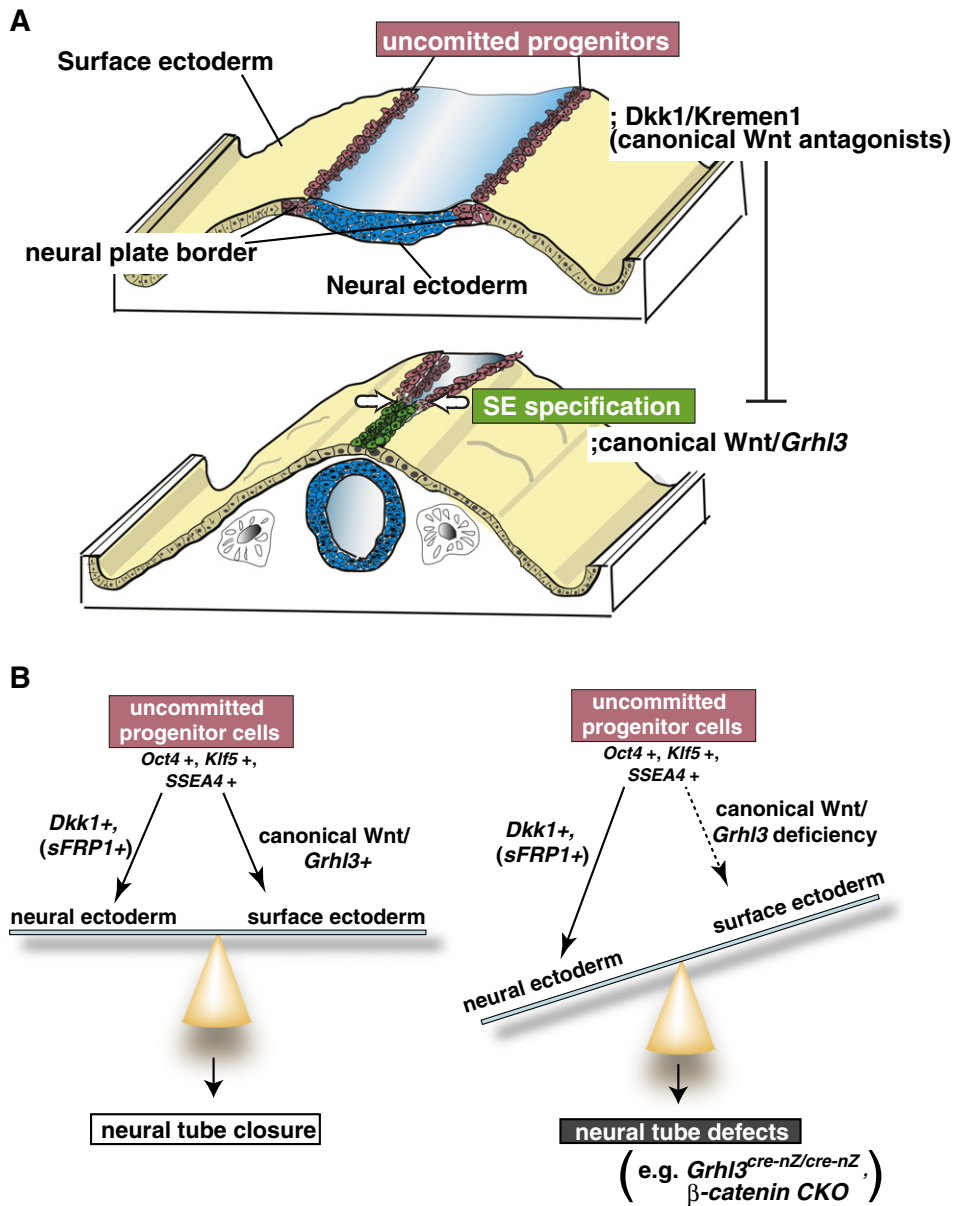 A
uncomitted progenitors
Surface ectoderm
; Dkk1/Kremen1
(canonical Wnt antagonists)
neural plate border
Neural ectoderm
SE specification
;canonical Wnt/Grhl3
B
uncommitted
progenitor cells
Oct4 +, Klf5 +,
SSEA4 +
Dkk1+,
(sFRP1+)
canonical Wnt/
Grhl3+
neural ectoderm
surface ectoderm
neural tube closure
uncommitted
progenitor cells
Oct4 +, Klf5 +,
SSEA4 +
Dkk1+,
(sFRP1+)
canonical Wnt/
Grhl3 deficiency
neural ectoderm
surface ectoderm
neural tube defects
(e.g. Grhl3cre-nZ/cre-nZ,
β-catenin CKO)